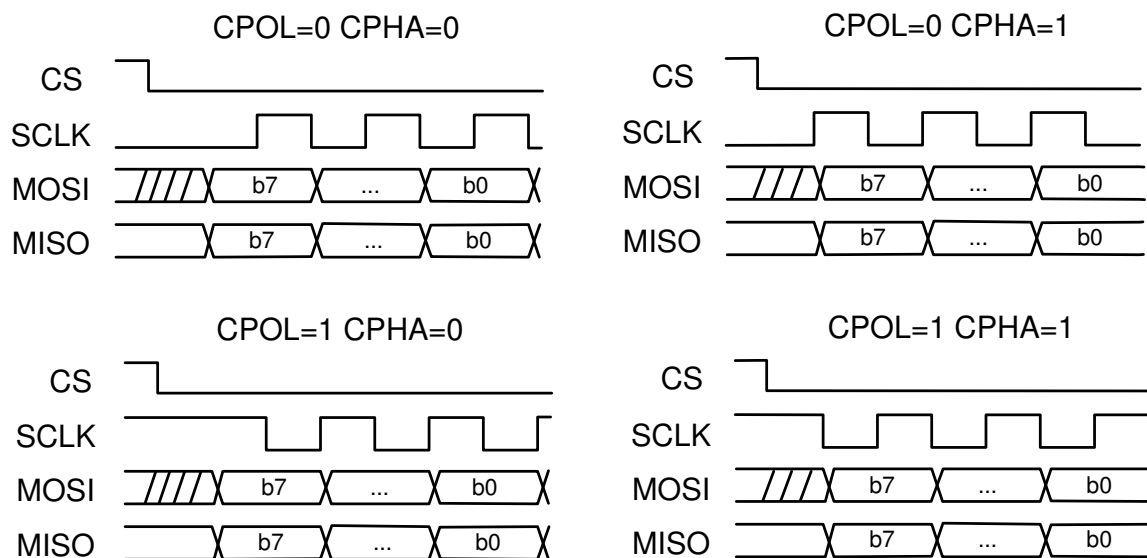 CPOL=0 CPHA=0
CS
SCLK
MOSI b7 ... b0
MISO b7 ... b0
CPOL=0 CPHA=1
CS
SCLK
MOSI b7 ... b0
MISO b7 ... b0
CPOL=1 CPHA=0
CS
SCLK
MOSI b7 ... b0
MISO b7 ... b0
CPOL=1 CPHA=1
CS
SCLK
MOSI b7 ... b0
MISO b7 ... b0